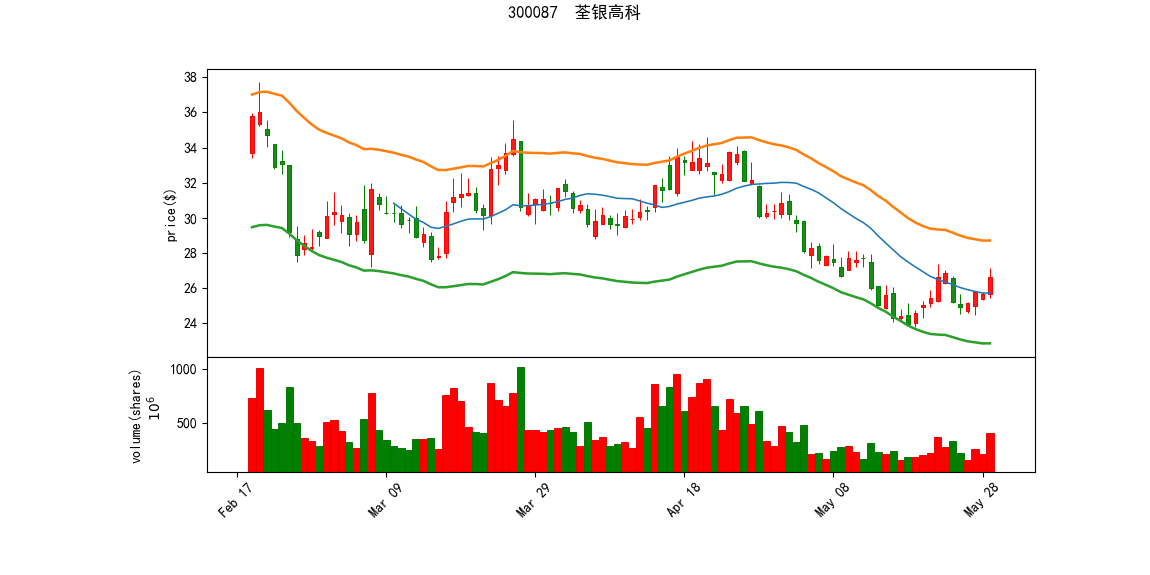 300087 荃银高科
price($)
38
36
34
32
30
28
26
24
volume(shares)
10^6
1000
500
Feb 17
Mar 09
Mar 29
Apr 18
May 08
May 28